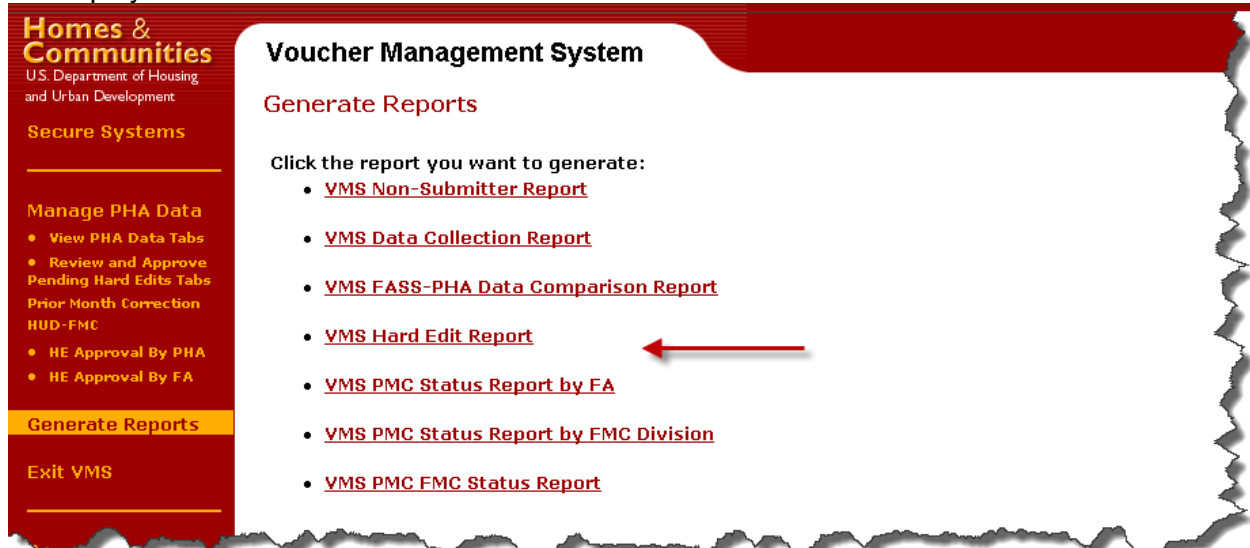 Homes &
Communities
U.S. Department of Housing
and Urban Development
Secure Systems
Manage PHA Data
• View PHA Data Tabs
• Review and Approve
Pending Hard Edits Tabs
Prior Month Correction
HUD-FMC
• HE Approval By PHA
• HE Approval By FA
Generate Reports
Exit VMS
Voucher Management System
Generate Reports
Click the report you want to generate:
• VMS Non-Submitter Report
• VMS Data Collection Report
• VMS FASS-PHA Data Comparison Report
• VMS Hard Edit Report
• VMS PMC Status Report by FA
• VMS PMC Status Report by FMC Division
• VMS PMC FMC Status Report